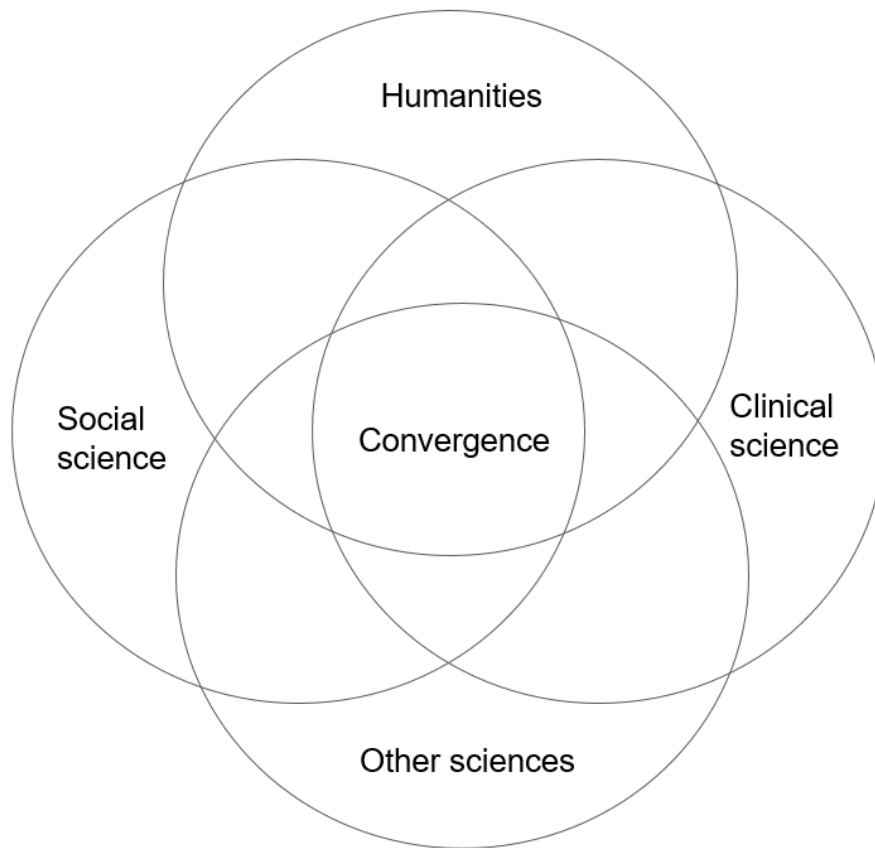 Humanities
Social
science
Convergence
Clinical
science
Other sciences